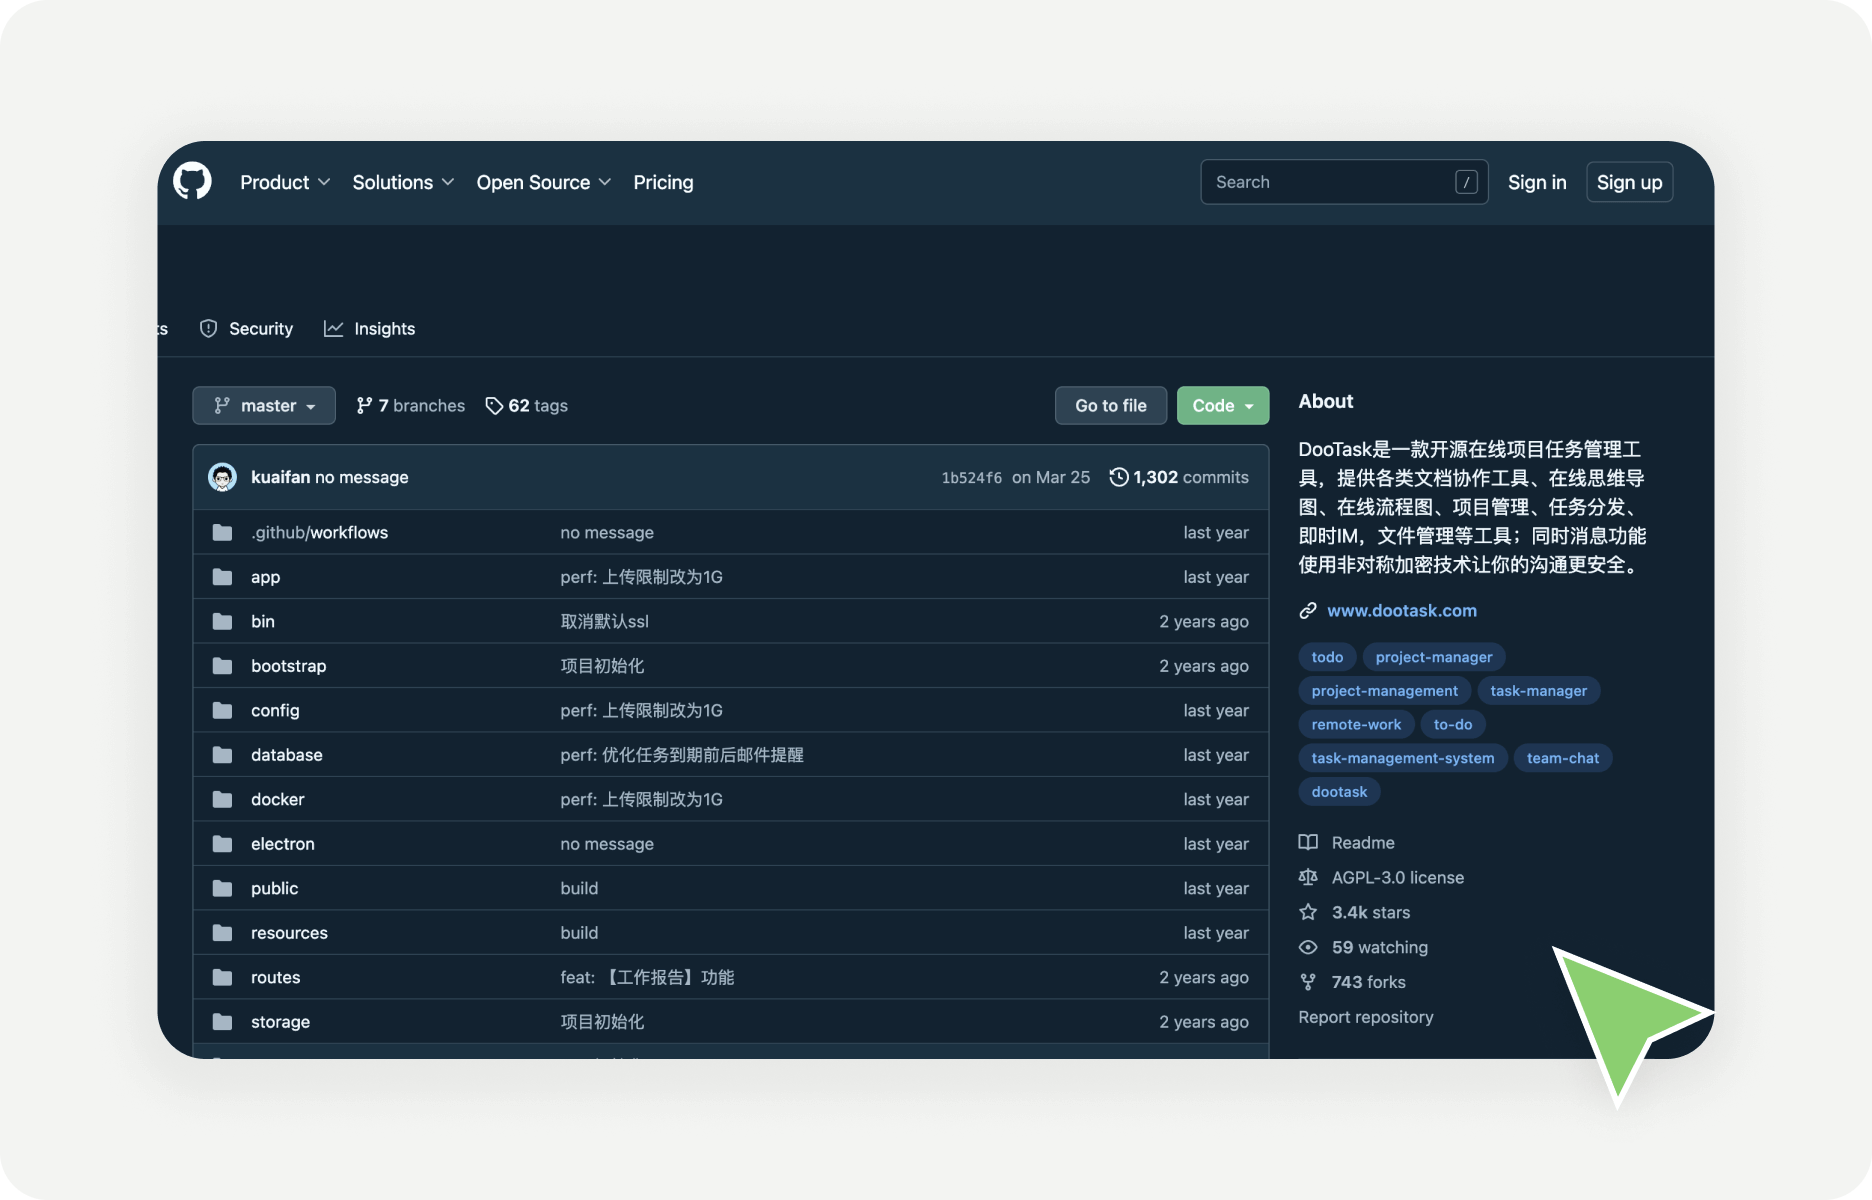 Product Solutions Open Source Pricing Search / Sign in Sign up
Security Insights
master 7 branches 62 tags Go to file Code
kuaifan no message 1b524f6 on Mar 25 1,302 commits
.github/workflows no message last year
app perf: 上传限制改为1G last year
bin 取消默认ssl 2 years ago
bootstrap 项目初始化 2 years ago
config perf: 上传限制改为1G last year
database perf: 优化任务到期前后邮件提醒 last year
docker perf: 上传限制改为1G last year
electron no message last year
public build last year
resources build last year
routes feat: 【工作报告】功能 2 years ago
storage 项目初始化 2 years ago
About
DooTask是一款开源在线项目任务管理工
具，提供各类文档协作工具、在线思维导
图、在线流程图、项目管理、任务分发、
即时IM，文件管理等工具；同时消息功能
使用非对称加密技术让你的沟通更安全。
www.dootask.com
todo project-manager
project-management task-manager
remote-work to-do
task-management-system team-chat
dootask
Readme
AGPL-3.0 license
3.4k stars
59 watching
743 forks
Report repository